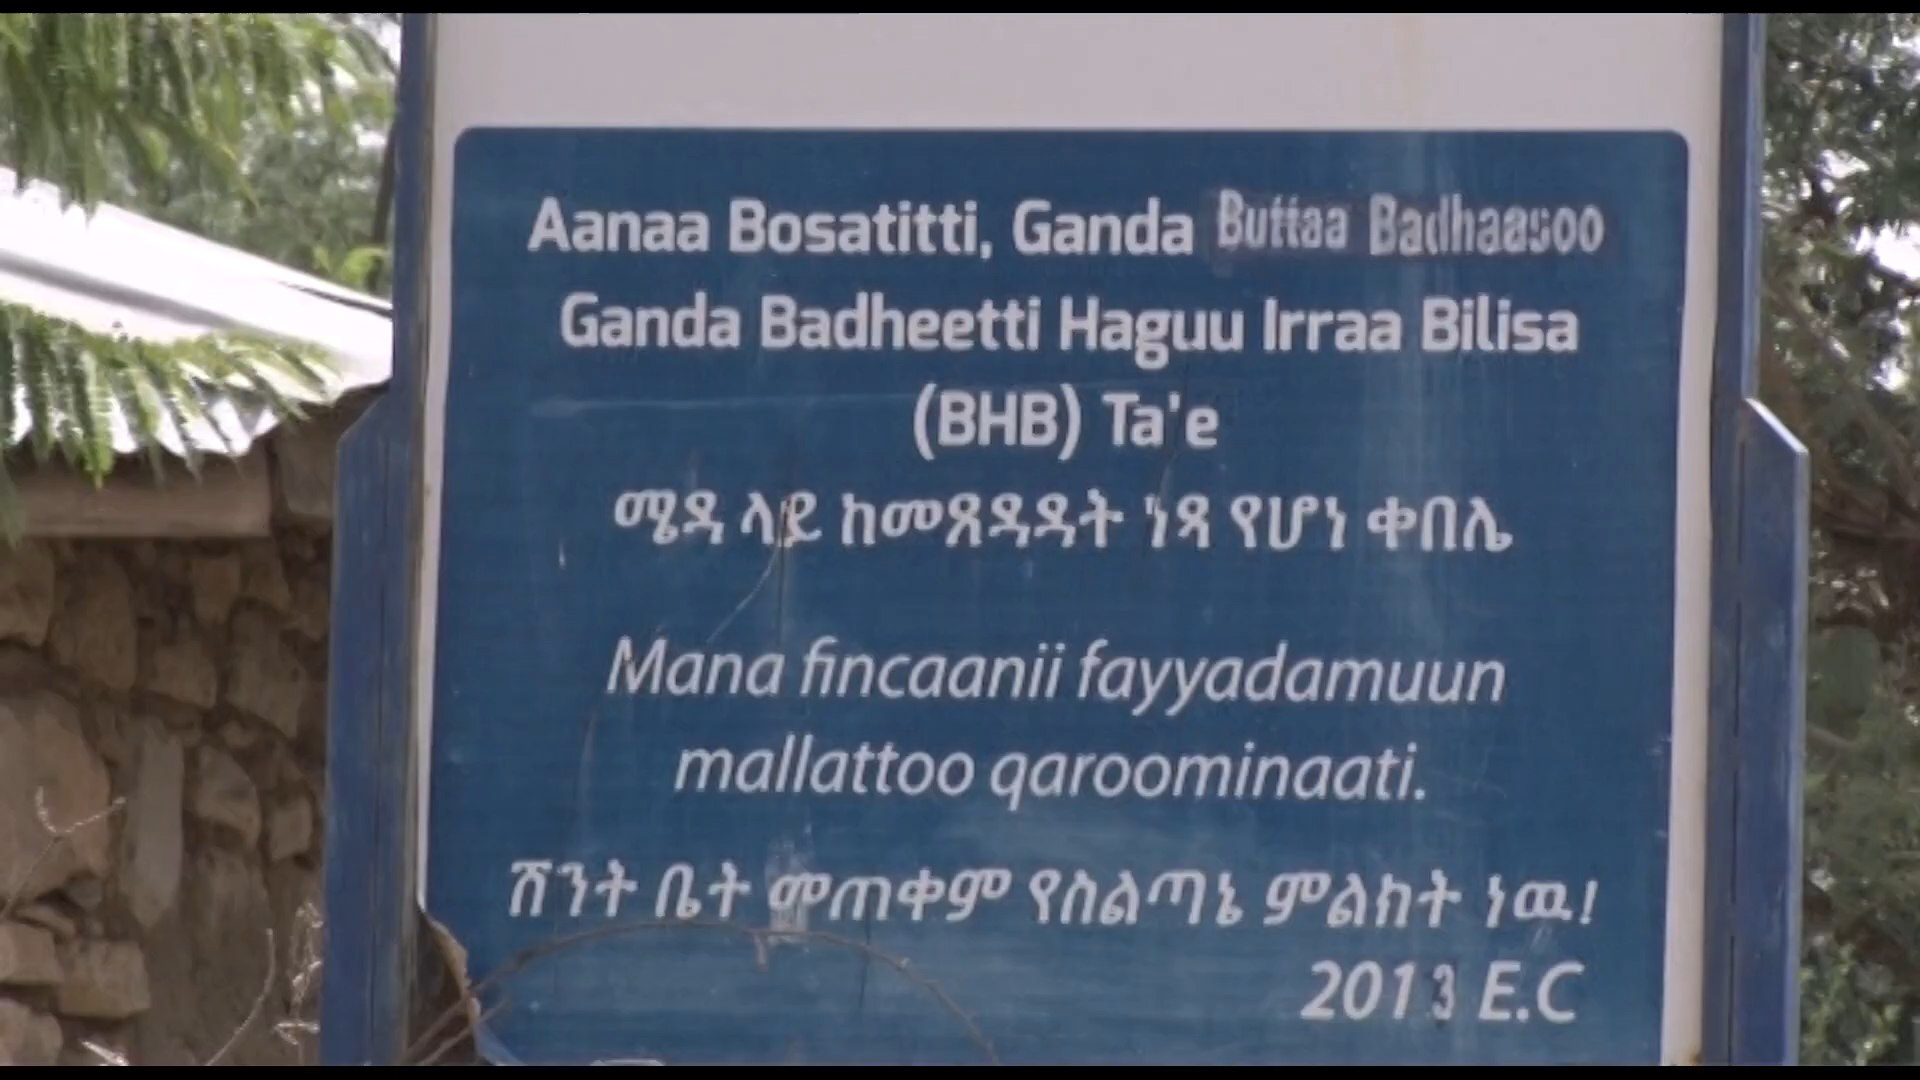 Aanaa Bosatitti, Ganda Buttaa Badhaasoo
Ganda Badheetti Haguu Irraa Bilisa
(BHB) Ta'e
ሜዳ ላይ ከመጸዳዳት ነጻ የሆነ ቀበሌ
Mana fincaanii fayyadamuun
mallattoo qaroominaati.
ሽንት ቤት መጠቀም የስልጣኔ ምልክት ነዉ!
2013 E.C